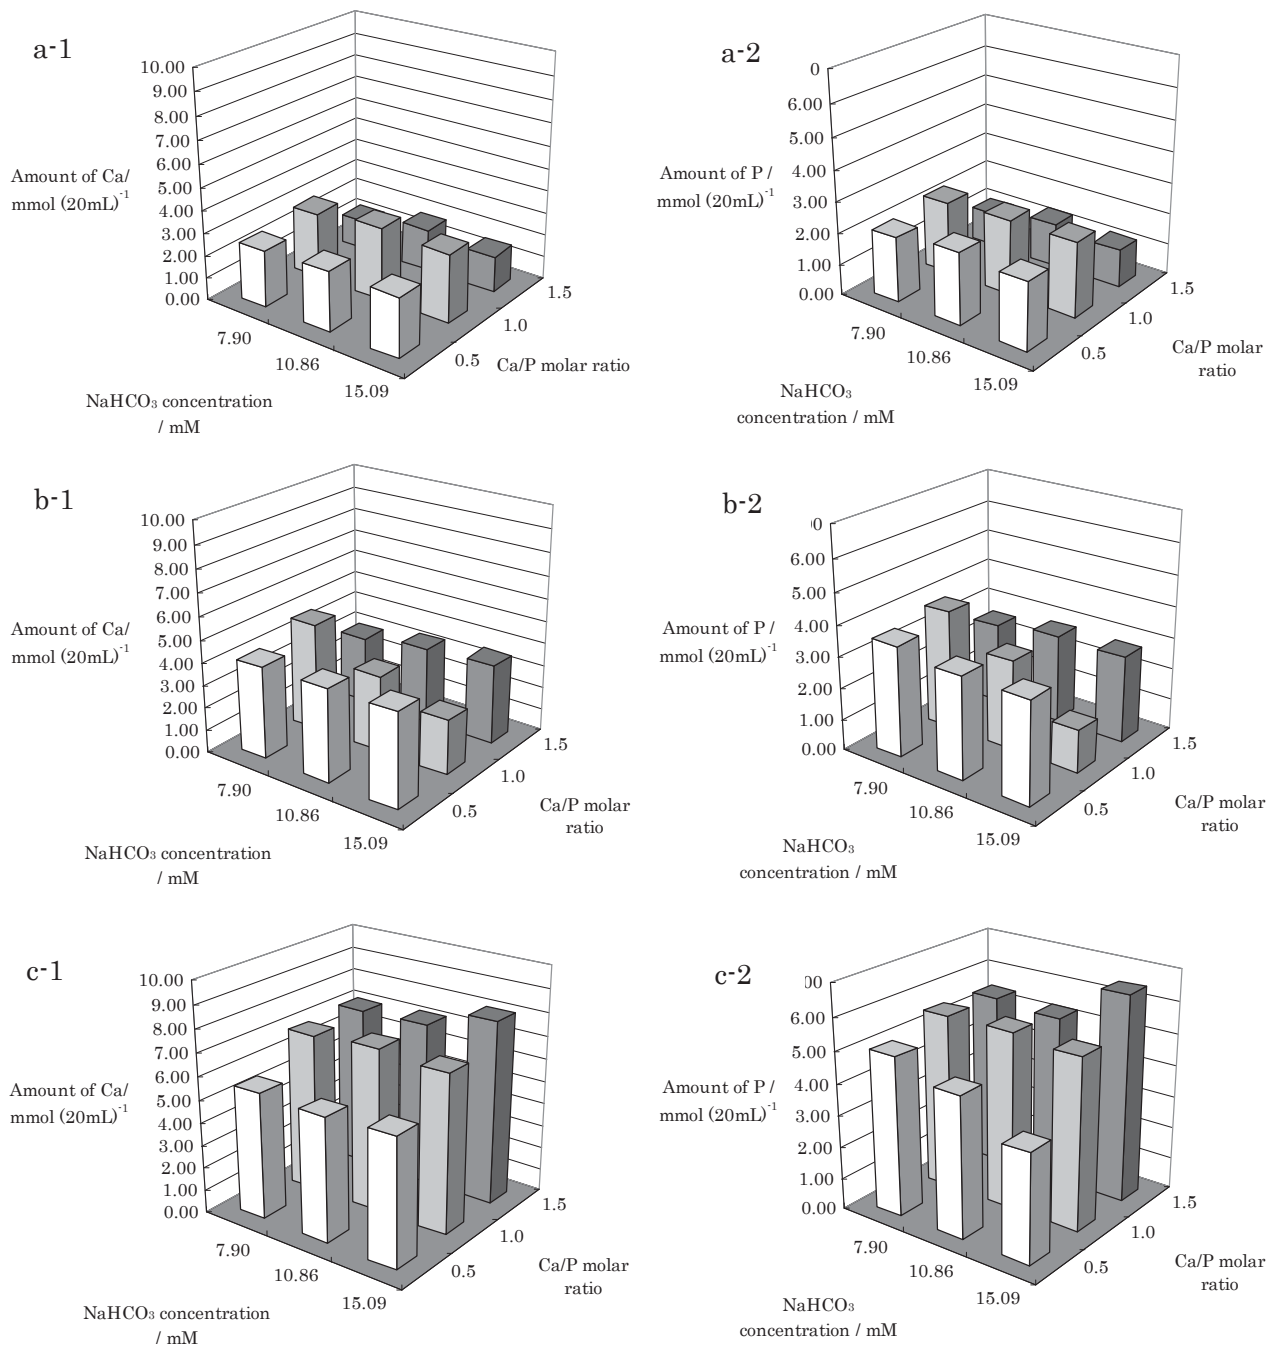 a-1
10.00
9.00
8.00
7.00
6.00
5.00
4.00
3.00
2.00
1.00
0.00
Amount of Ca/
mmol (20mL)-1
7.90
10.86
15.09
0.5
1.0
1.5
Ca/P molar ratio
NaHCO3 concentration
/ mM
a-2
0
6.00
5.00
4.00
3.00
2.00
1.00
0.00
Amount of P /
mmol (20mL)-1
7.90
10.86
15.09
0.5
1.0
1.5
Ca/P molar
ratio
NaHCO3
concentration / mM
b-1
10.00
9.00
8.00
7.00
6.00
5.00
4.00
3.00
2.00
1.00
0.00
Amount of Ca/
mmol (20mL)-1
7.90
10.86
15.09
0.5
1.0
1.5
Ca/P molar
ratio
NaHCO3 concentration
/ mM
b-2
00
6.00
5.00
4.00
3.00
2.00
1.00
0.00
Amount of P /
mmol (20mL)-1
7.90
10.86
15.09
0.5
1.0
1.5
Ca/P molar
ratio
NaHCO3
concentration / mM
c-1
10.00
9.00
8.00
7.00
6.00
5.00
4.00
3.00
2.00
1.00
0.00
Amount of Ca/
mmol (20mL)-1
7.90
10.86
15.09
0.5
1.0
1.5
Ca/P molar
ratio
NaHCO3 concentration
/ mM
c-2
00
6.00
5.00
4.00
3.00
2.00
1.00
0.00
Amount of P /
mmol (20mL)-1
7.90
10.86
15.09
0.5
1.0
1.5
Ca/P molar
ratio
NaHCO3
concentration / mM